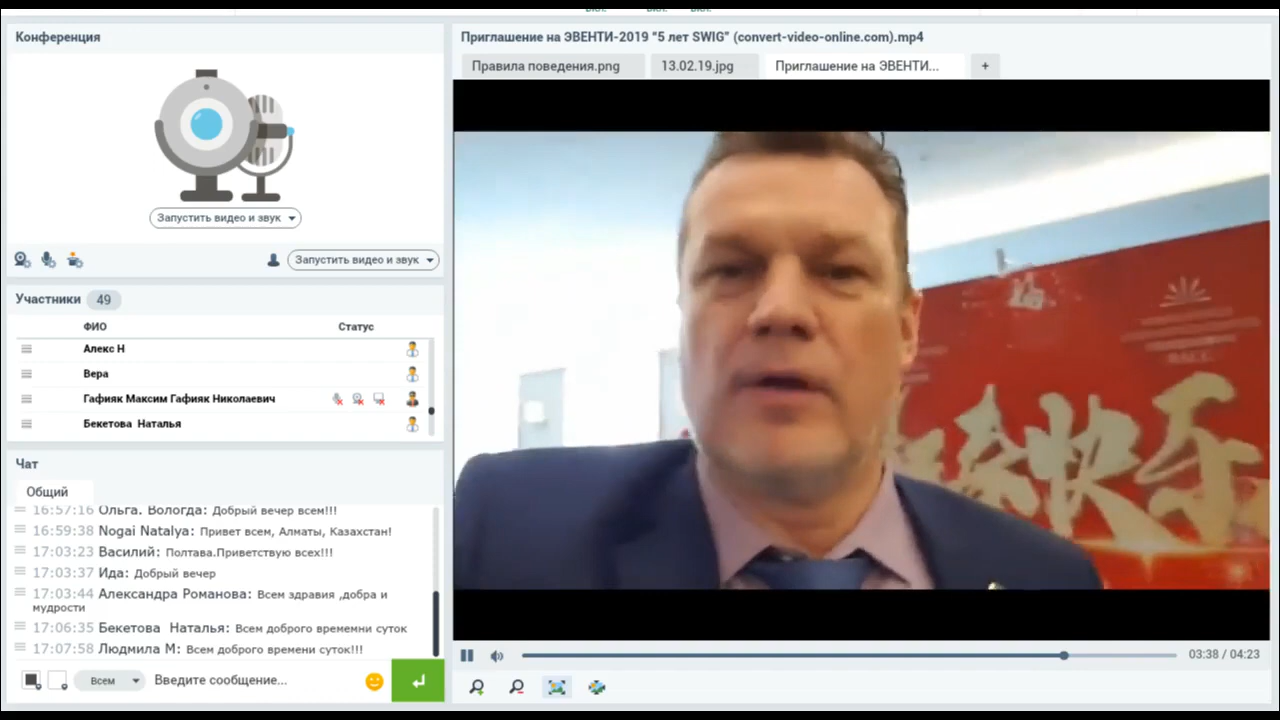 Конференция
Запустить видео и звук
Запустить видео и звук
Участники 49
ФИО Статус
Алекс Н
Вера
Гафияк Максим Гафияк Николаевич
Бекетова Наталья
Чат
Общий
16:57:16 Ольга. Вологда: Добрый вечер всем!!!
16:59:38 Nogai Natalya: Привет всем, Алматы, Казахстан!
17:03:23 Василий: Полтава.Приветствую всех!!!
17:03:37 Ида: Добрый вечер
17:03:44 Александра Романова: Всем здравия ,добра и
мудрости
17:06:35 Бекетова Наталья: Всем доброго времемни суток
17:07:58 Людмила М: Всем доброго времени суток!!!
Всем Введите сообщение...
Приглашение на ЭВЕНТИ-2019 "5 лет SWIG" (convert-video-online.com).mp4
Правила поведения.png 13.02.19.jpg Приглашение на ЭВЕНТИ... +
快乐
03:38 / 04:23